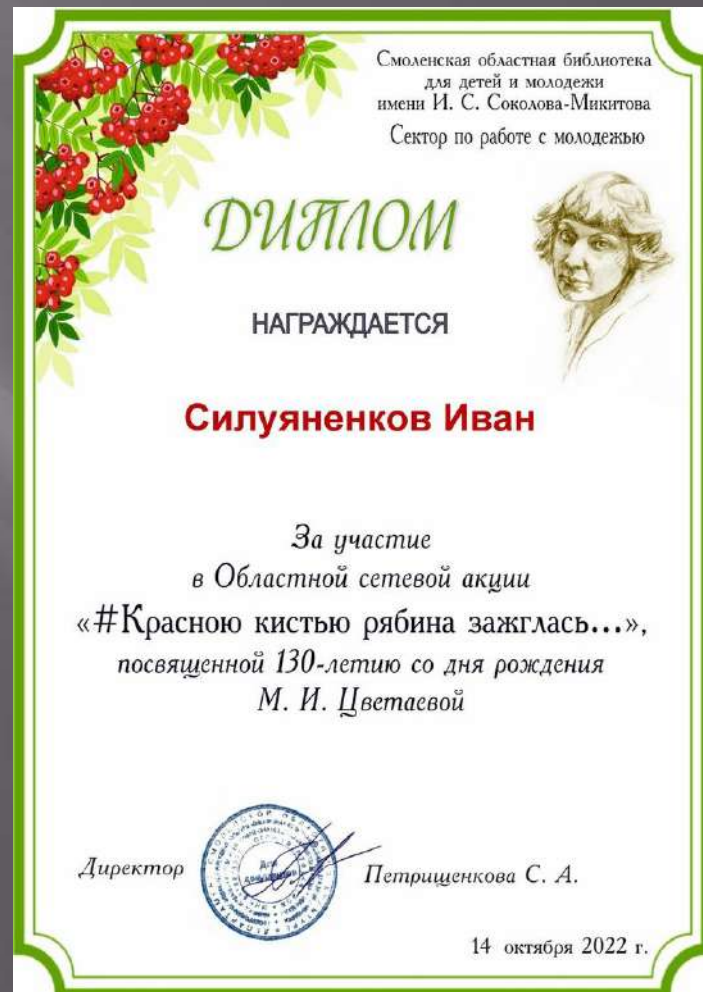 Смоленская областная библиотека
для детей и молодежи
имени И. С. Соколова-Микитова
Сектор по работе с молодежью
ДИПЛОМ
НАГРАЖДАЕТСЯ
Силуяненков Иван
За участие
в Областной сетевой акции
«#Красною кистью рябина зажглась...»,
посвященной 130-летию со дня рождения
М. И. Цветаевой
Директор
Для
Петрищенкова С. А.
14 октября 2022 г.